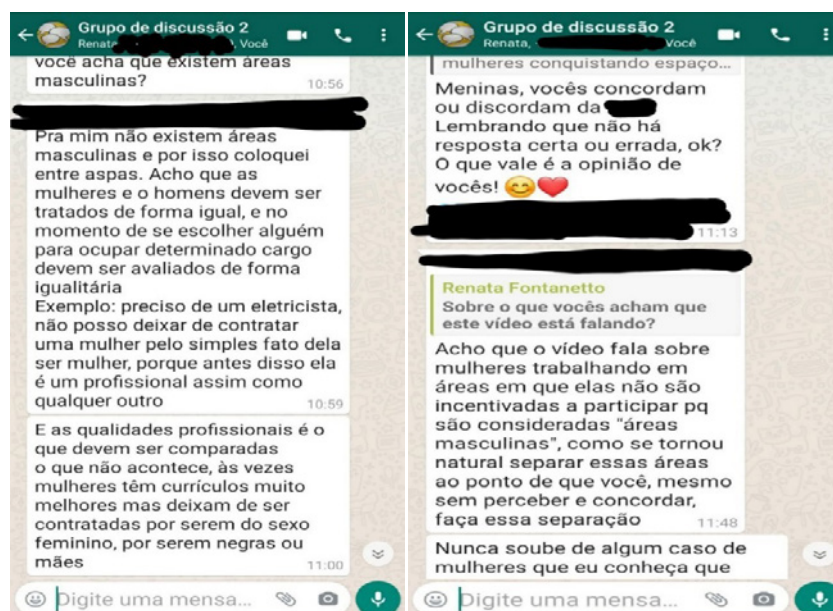 Grupo de discussão 2
Renat , Você
você acha que existem áreas
masculinas?
10:56
Pra mim não existem áreas
masculinas e por isso coloquei
entre aspas. Acho que as
mulheres e o homens devem ser
tratados de forma igual, e no
momento de se escolher alguém
para ocupar determinado cargo
devem ser avaliados de forma
igualitária
Exemplo: preciso de um eletricista,
não posso deixar de contratar
uma mulher pelo simples fato dela
ser mulher, porque antes disso ela
é um profissional assim como
qualquer outro
10:59
E as qualidades profissionais é o
que devem ser comparadas
o que não acontece, às vezes
mulheres têm currículos muito
melhores mas deixam de ser
contratadas por serem do sexo
feminino, por serem negras ou
mães
11:00
Digite uma mensa...
Grupo de discussão 2
Renata, Você
mulheres conquistando espaço...
Meninas, vocês concordam
ou discordam da
Lembrando que não há
resposta certa ou errada, ok?
O que vale é a opinião de
vocês! 😊❤️
11:13
Renata Fontanetto
Sobre o que vocês acham que
este vídeo está falando?
Acho que o vídeo fala sobre
mulheres trabalhando em
áreas em que elas não são
incentivadas a participar pq
são consideradas "áreas
masculinas", como se tornou
natural separar essas áreas
ao ponto de que você, mesmo
sem perceber e concordar,
faça essa separação
11:48
Nunca soube de algum caso de
mulheres que eu conheça que
Digite uma mensa...